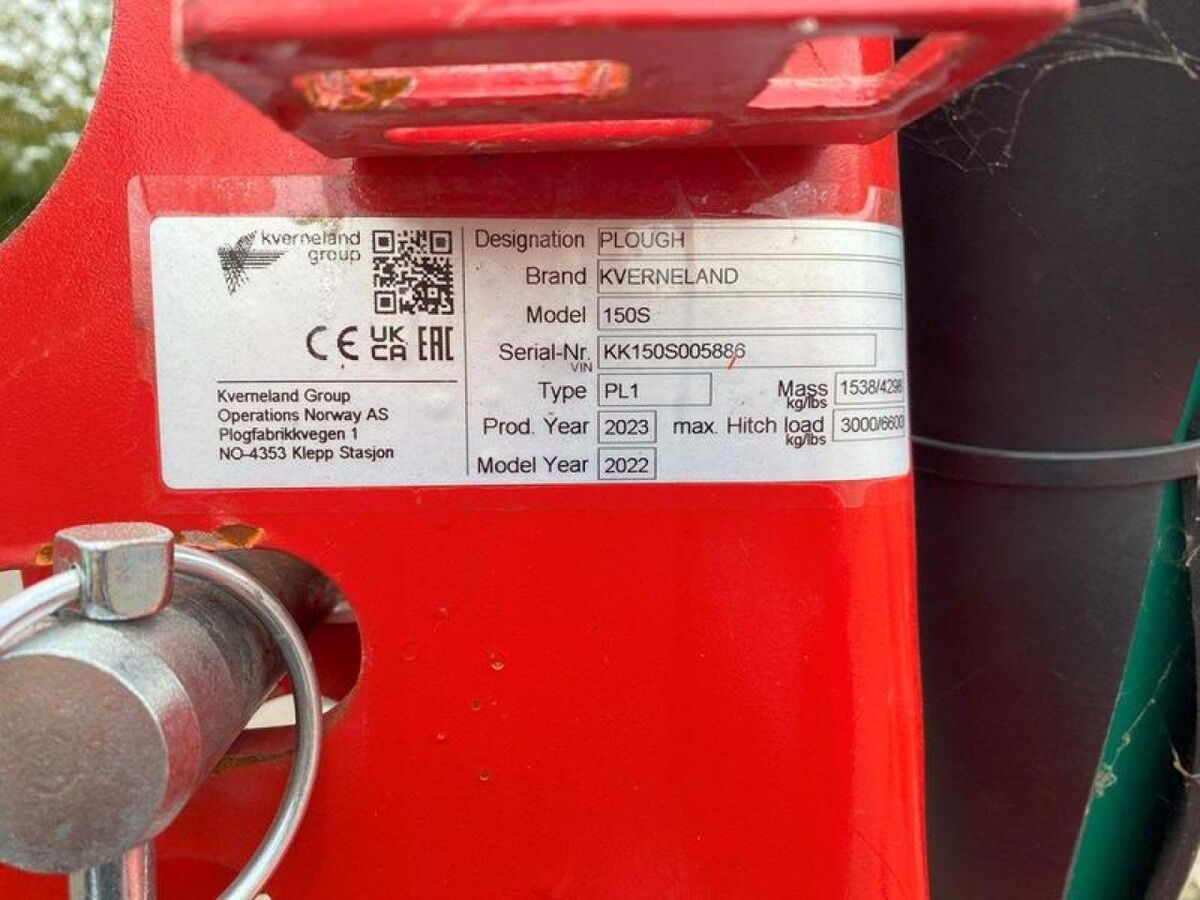 kverneland
group
CE UK CA EAC
Kverneland Group
Operations Norway AS
Plogfabrikkvegen 1
NO-4353 Klepp Stasjon
Designation PLOUGH
Brand KVERNELAND
Model 150S
Serial-Nr. KK150S005886
VIN
Type PL1 Mass 1538/4296
kg/lbs
Prod. Year 2023 max. Hitch load 3000/6600
kg/lbs
Model Year 2022